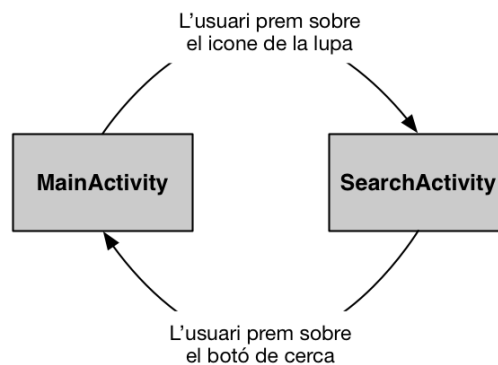 L'usuari prem sobre
el icone de la lupa
MainActivity
SearchActivity
L'usuari prem sobre
el botó de cerca